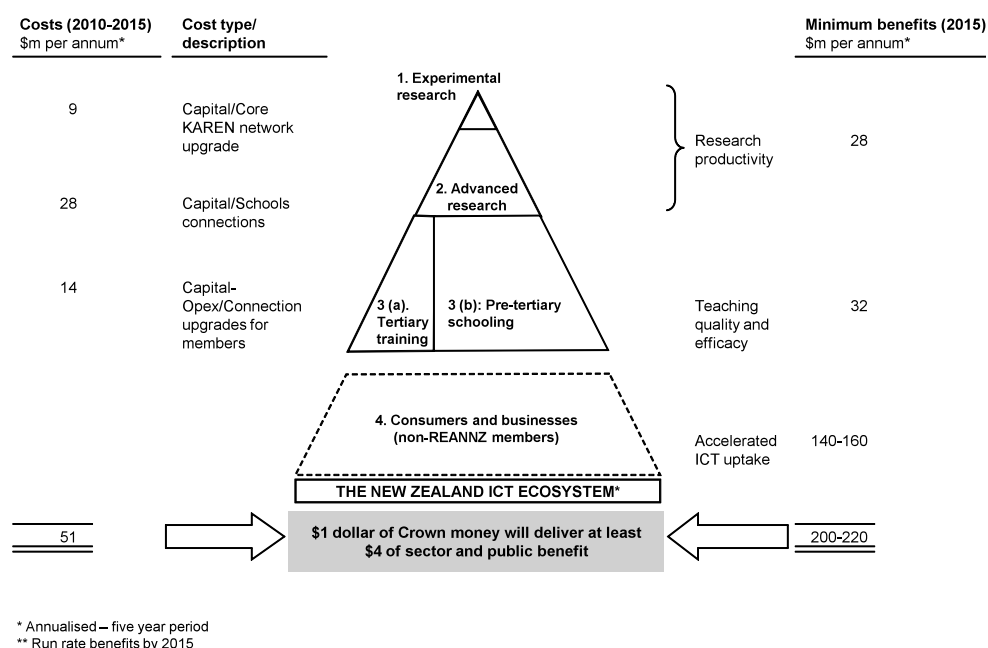 Costs (2010-2015)
$m per annum*
Cost type/
description
Minimum benefits (2015)
$m per annum*
9
Capital/Core
KAREN network
upgrade
28
Capital/Schools
connections
14
Capital-
Opex/Connection
upgrades for
members
1. Experimental
research
2. Advanced
research
3 (a).
Tertiary
training
3 (b): Pre-tertiary
schooling
4. Consumers and businesses
(non-REANNZ members)
THE NEW ZEALAND ICT ECOSYSTEM*
Research
productivity
28
Teaching
quality and
efficacy
32
Accelerated
ICT uptake
140-160
51
$1 dollar of Crown money will deliver at least
$4 of sector and public benefit
200-220
* Annualised – five year period
** Run rate benefits by 2015